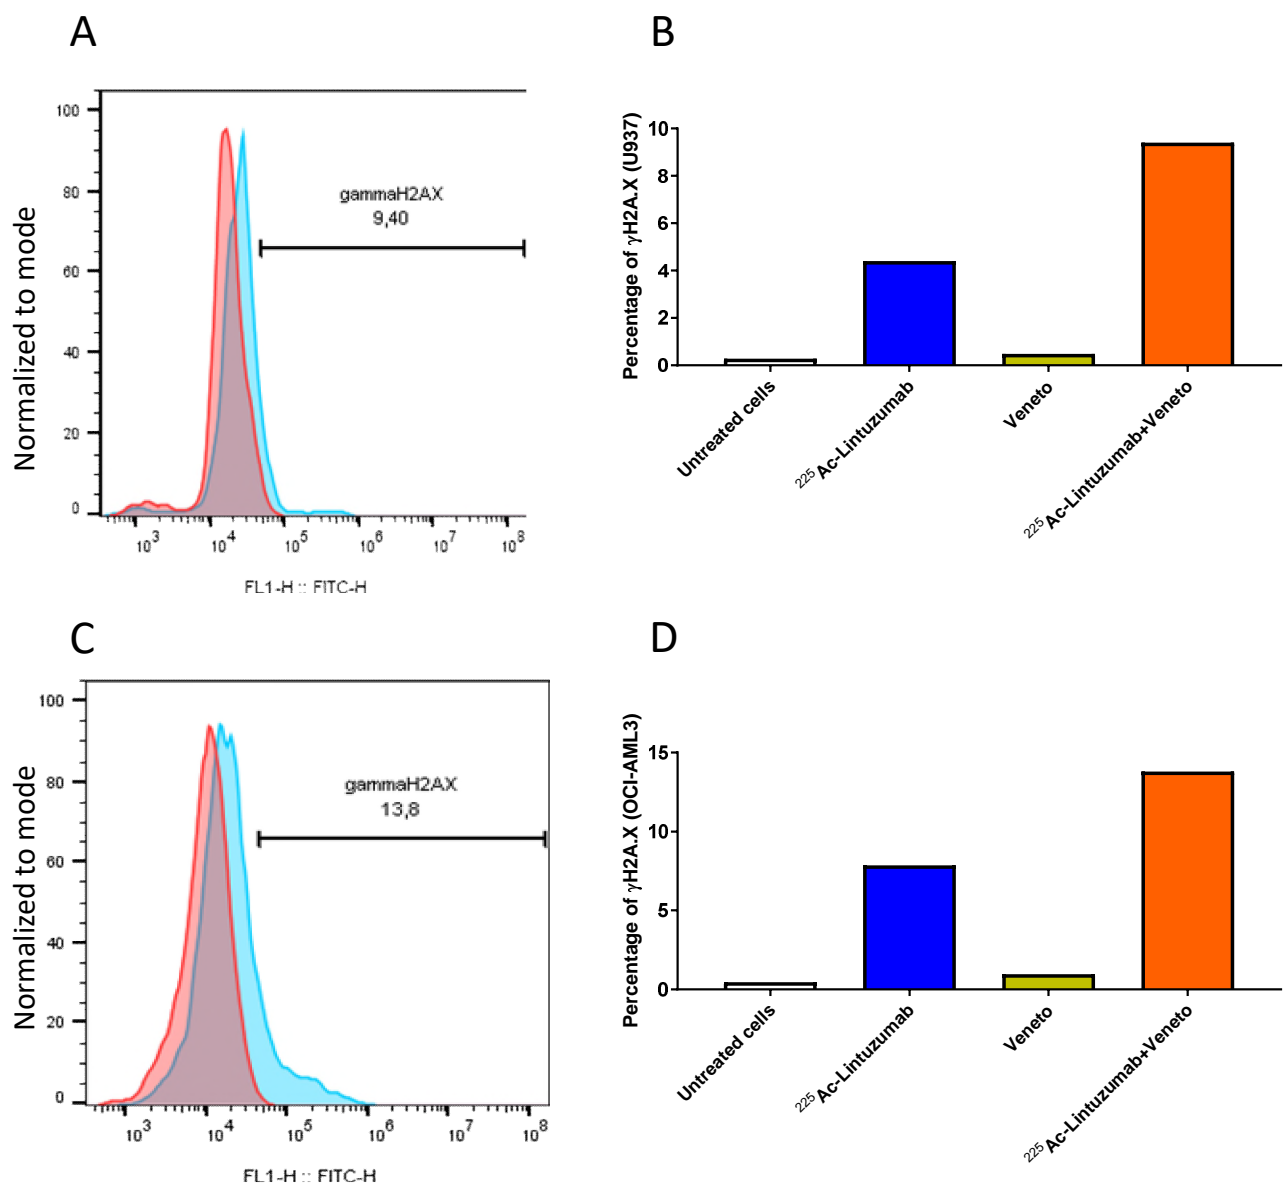 A
Normalized to mode
100
80
60
40
20
0
gammaH2AX
9,40
10³ 10⁴ 10⁵ 10⁶ 10⁷ 10⁸
FL1-H :: FITC-H
B
Percentage of γH2A.X (U937)
10
8
6
4
2
0
Untreated cells
²²⁵Ac-Lintuzumab
Veneto
²²⁵Ac-Lintuzumab+Veneto
C
Normalized to mode
100
80
60
40
20
0
gammaH2AX
13,8
10³ 10⁴ 10⁵ 10⁶ 10⁷ 10⁸
FL1-H :: FITC-H
D
Percentage of γH2A.X (OCI-AML3)
15
10
5
0
Untreated cells
²²⁵Ac-Lintuzumab
Veneto
²²⁵Ac-Lintuzumab+Veneto